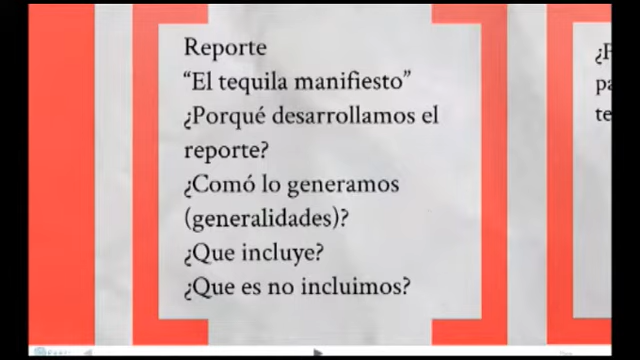 Reporte
“El tequila manifiesto”
¿Porqué desarrollamos el
reporte?
¿Comó lo generamos
(generalidades)?
¿Que incluye?
¿Que es no incluimos?